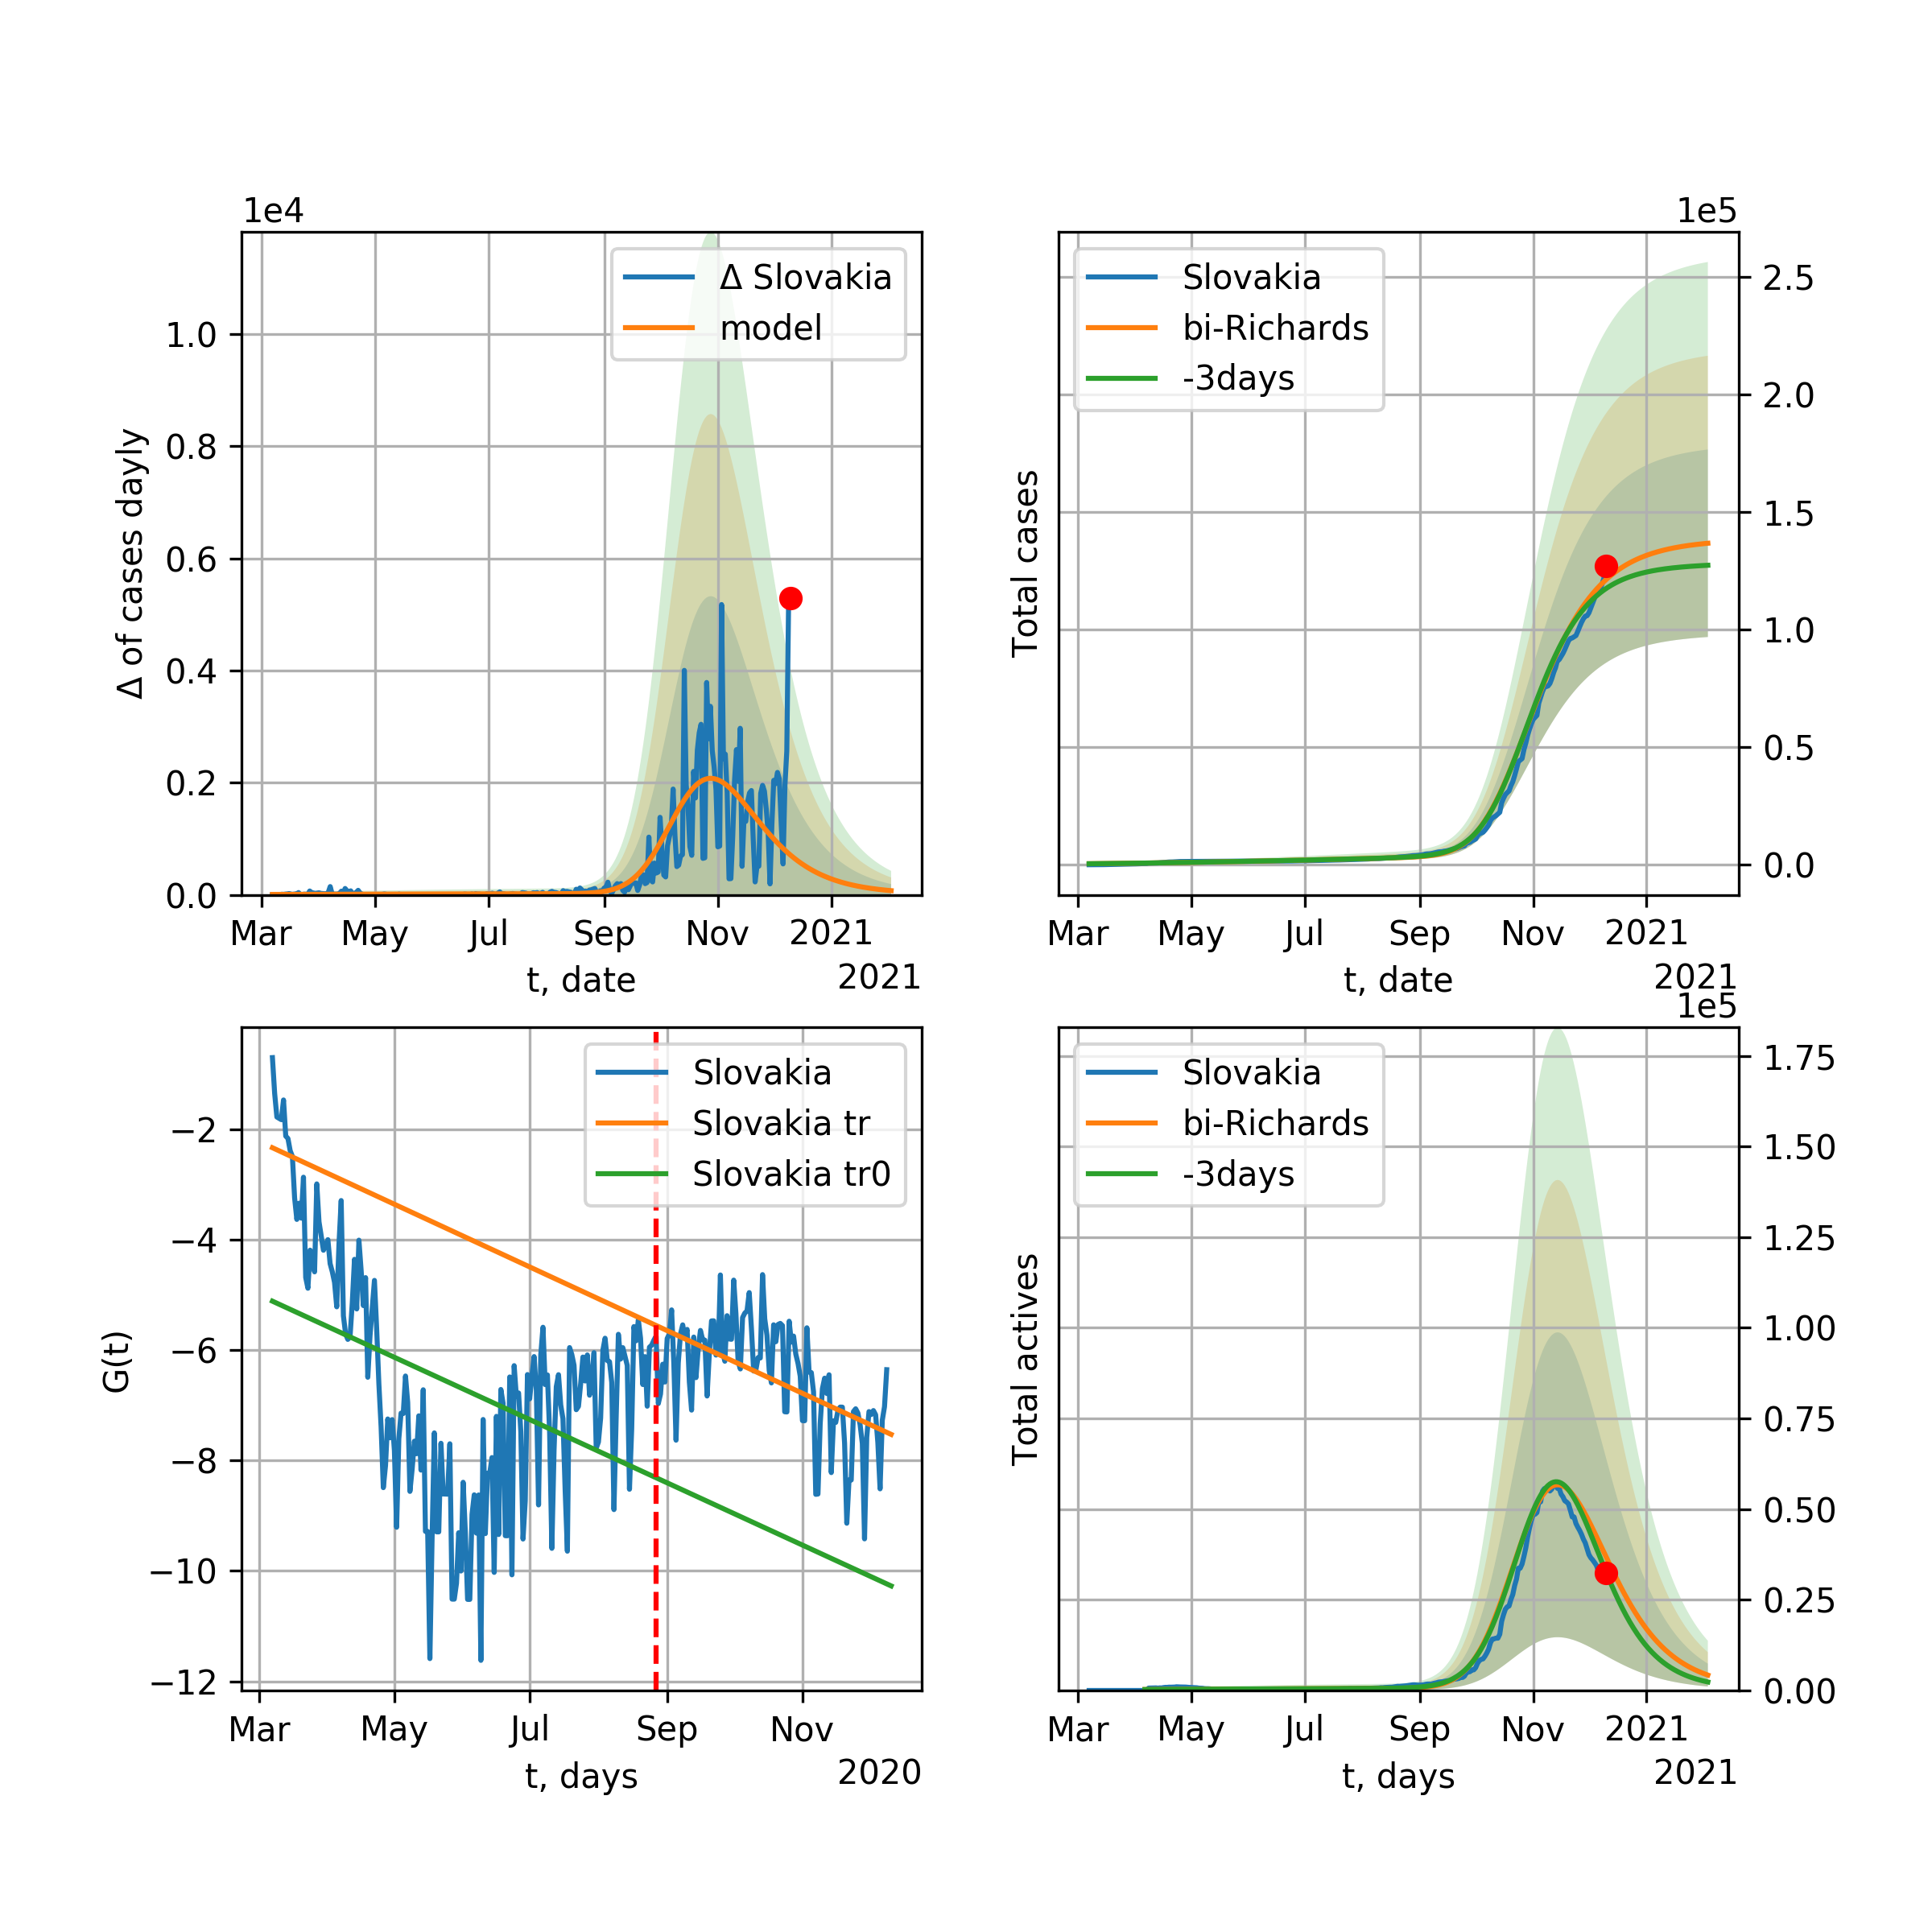 1e4
Δ Slovakia
model
1.0
0.8
0.6
0.4
0.2
0.0
Δ of cases dayly
Mar May Jul Sep Nov 2021
t, date
2021
1e5
Slovakia
bi-Richards
-3days
2.5
2.0
1.5
1.0
0.5
0.0
Total cases
Mar May Jul Sep Nov 2021
t, date
2021
Slovakia
Slovakia tr
Slovakia tr0
−2
−4
−6
−8
−10
−12
G(t)
Mar May Jul Sep Nov
t, days
2020
1e5
Slovakia
bi-Richards
-3days
1.75
1.50
1.25
1.00
0.75
0.50
0.25
0.00
Total actives
Mar May Jul Sep Nov 2021
t, days
2021